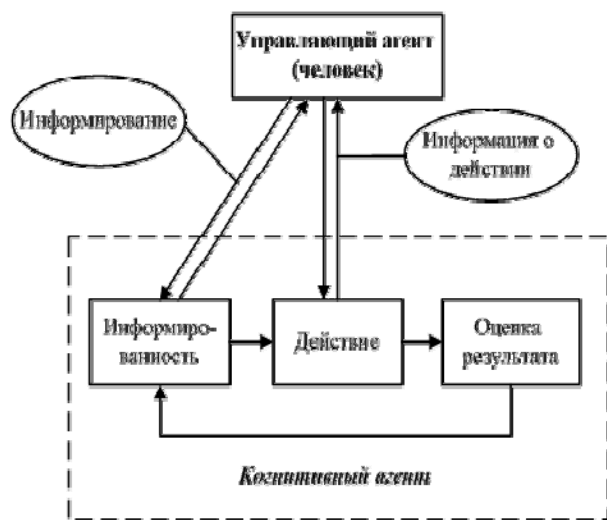 Управляющий агент
(человек)
Информирование
Информация о
действии
Информиро-
ванность
Действие
Оценка
результата
Когнитивный агент